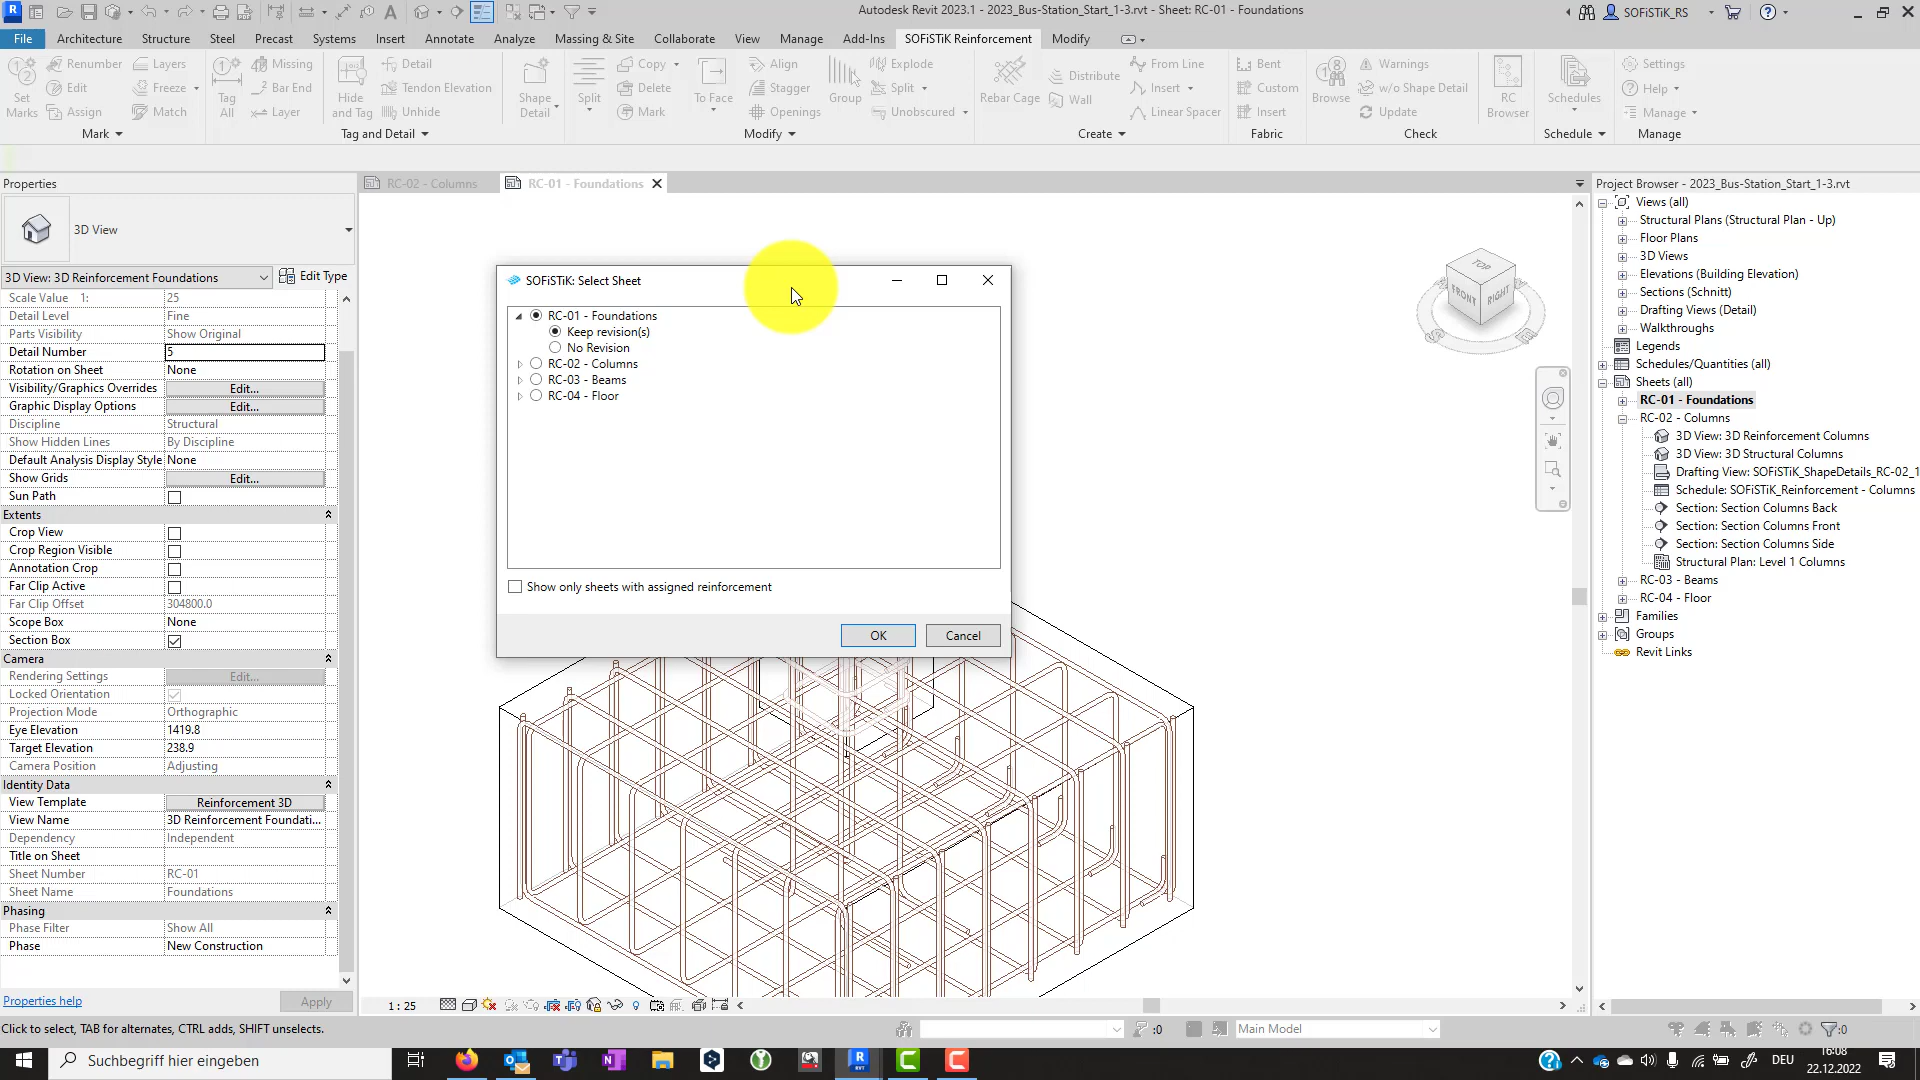 Autodesk Revit 2023.1 - 2023_Bus-Station_Start_1-3.rvt - Sheet: RC-01 - Foundations
SOFiSTiK_RS
File Architecture Structure Steel Precast Systems Insert Annotate Analyze Massing & Site Collaborate View Manage Add-Ins SOFiSTiK Reinforcement Modify
Set Marks
Renumber
Edit
Assign
Layers
Freeze
Match
Mark
Tag All
Missing
Bar End
Layer
Hide and Tag
Detail
Tendon Elevation
Unhide
Tag and Detail
Shape Detail
Split
Copy
Delete
Mark
To Face
Align
Stagger
Openings
Group
Explode
Split
Unobscured
Modify
Rebar Cage
Distribute
Wall
From Line
Insert
Linear Spacer
Create
Bent
Custom
Insert
Fabric
Browse
Warnings
w/o Shape Detail
Update
Check
RC Browser
Schedules
Schedule
Settings
Help
Manage
Manage
Properties
3D View
3D View: 3D Reinforcement Foundations Edit Type
Scale Value 1: 25
Detail Level Fine
Parts Visibility Show Original
Detail Number 5
Rotation on Sheet None
Visibility/Graphics Overrides Edit...
Graphic Display Options Edit...
Discipline Structural
Show Hidden Lines By Discipline
Default Analysis Display Style None
Show Grids Edit...
Sun Path
Extents
Crop View
Crop Region Visible
Annotation Crop
Far Clip Active
Far Clip Offset 304800.0
Scope Box None
Section Box
Camera
Rendering Settings Edit...
Locked Orientation
Projection Mode Orthographic
Eye Elevation 1419.8
Target Elevation 238.9
Camera Position Adjusting
Identity Data
View Template Reinforcement 3D
View Name 3D Reinforcement Foundati...
Dependency Independent
Title on Sheet
Sheet Number RC-01
Sheet Name Foundations
Phasing
Phase Filter Show All
Phase New Construction
Properties help Apply
RC-02 - Columns RC-01 - Foundations
SOFiSTiK: Select Sheet
RC-01 - Foundations
Keep revision(s)
No Revision
RC-02 - Columns
RC-03 - Beams
RC-04 - Floor
Show only sheets with assigned reinforcement
OK Cancel
TOP
FRONT RIGHT
S E
1 : 25
Project Browser - 2023_Bus-Station_Start_1-3.rvt
Views (all)
Structural Plans (Structural Plan - Up)
Floor Plans
3D Views
Elevations (Building Elevation)
Sections (Schnitt)
Drafting Views (Detail)
Walkthroughs
Legends
Schedules/Quantities (all)
Sheets (all)
RC-01 - Foundations
RC-02 - Columns
3D View: 3D Reinforcement Columns
3D View: 3D Structural Columns
Drafting View: SOFiSTiK_ShapeDetails_RC-02_1
Schedule: SOFiSTiK_Reinforcement - Columns
Section: Section Columns Back
Section: Section Columns Front
Section: Section Columns Side
Structural Plan: Level 1 Columns
RC-03 - Beams
RC-04 - Floor
Families
Groups
Revit Links
Click to select, TAB for alternates, CTRL adds, SHIFT unselects. :0 Main Model :0
Suchbegriff hier eingeben
DEU
16:08
22.12.2022